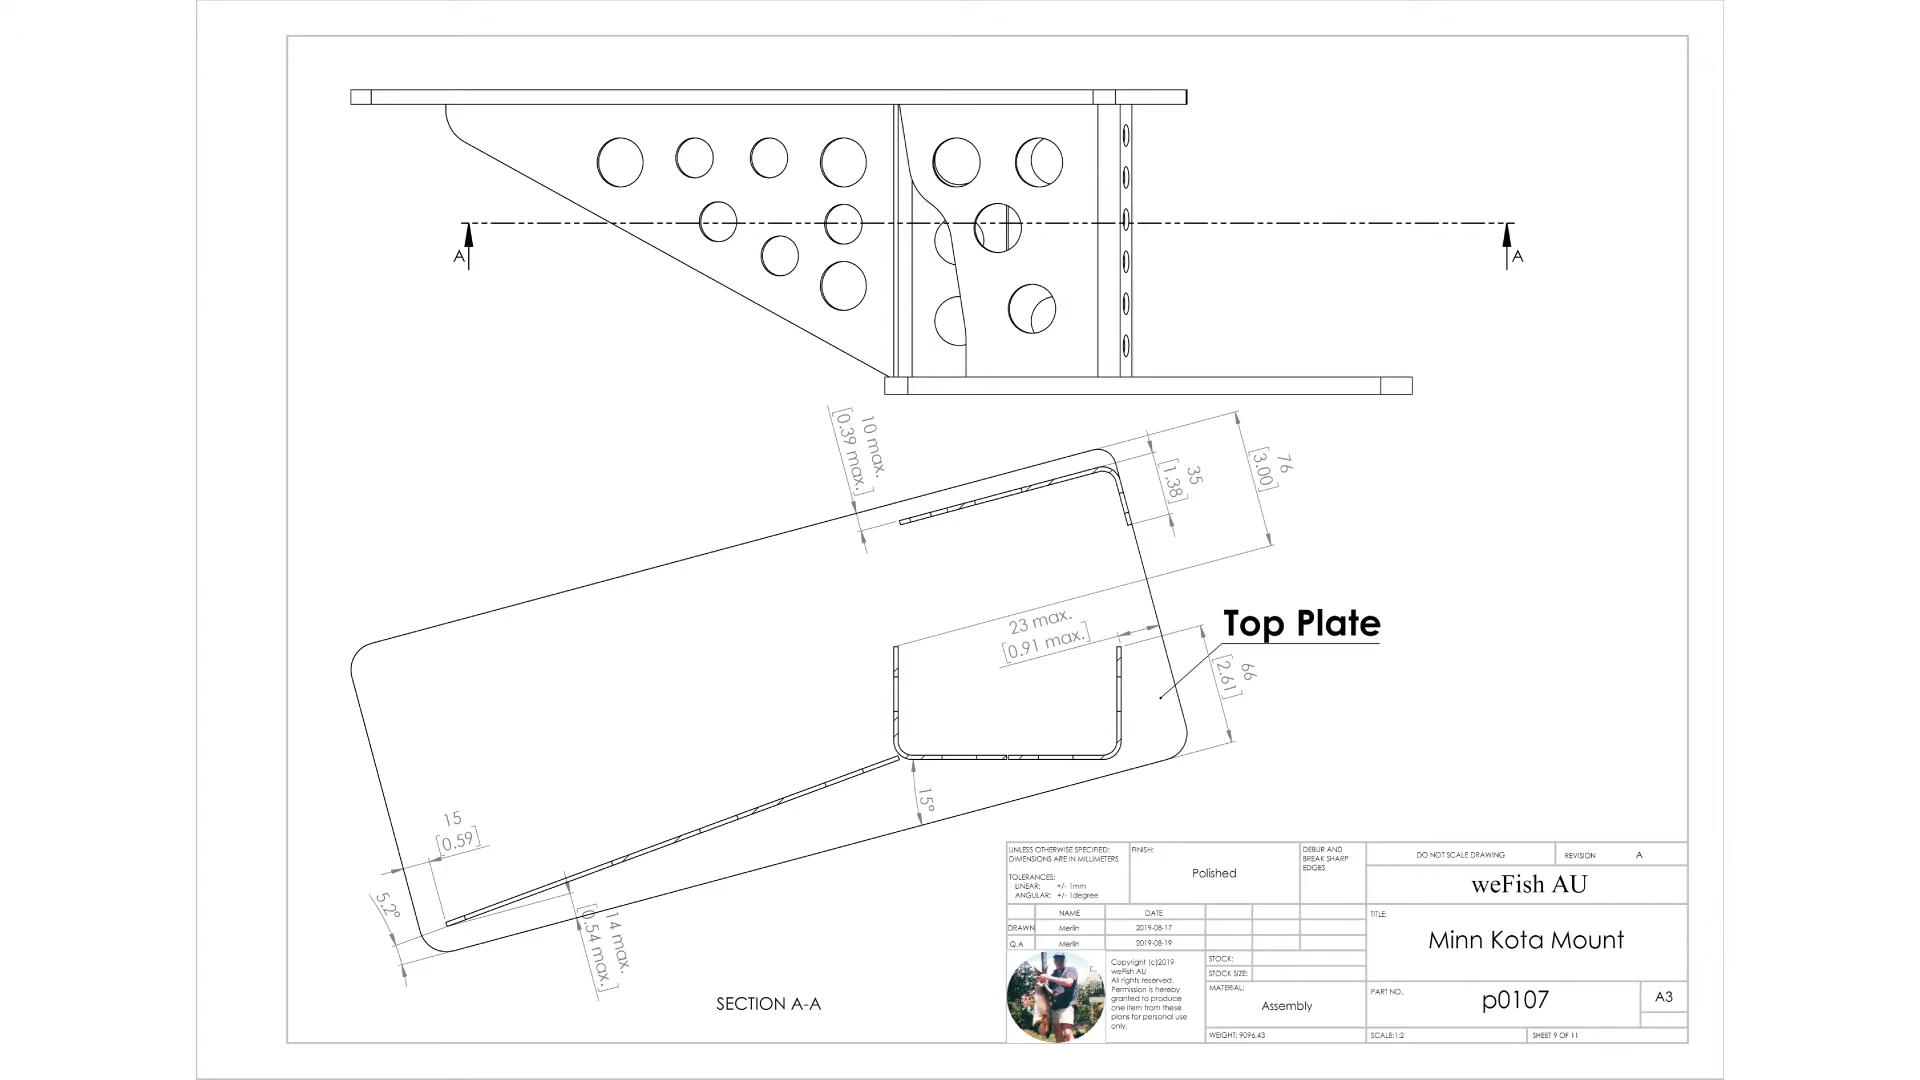 A
A
10 max.
[0.39 max.]
76
[3.00]
35
[1.38]
23 max.
[0.91 max.]
Top Plate
66
[2.61]
15°
15
[0.59]
5.2°
14 max.
[0.54 max.]
SECTION A-A
UNLESS OTHERWISE SPECIFIED:
DIMENSIONS ARE IN MILLIMETERS
TOLERANCES:
LINEAR: +/- 1mm
ANGULAR: +/- 1degree
FINISH:
Polished
DEBUR AND
BREAK SHARP
EDGES
DO NOT SCALE DRAWING
REVISION A
weFish AU
NAME DATE
DRAWN Merlin 2019-08-17
Q.A Merlin 2019-08-19
TITLE:
Minn Kota Mount
Copyright (c)2019
weFish AU
All rights reserved.
Permission is hereby
granted to produce
one item from these
plans for personal use
only.
STOCK:
STOCK SIZE:
MATERIAL:
Assembly
WEIGHT: 9096.43
PART NO.
p0107
A3
SCALE:1:2
SHEET 9 OF 11